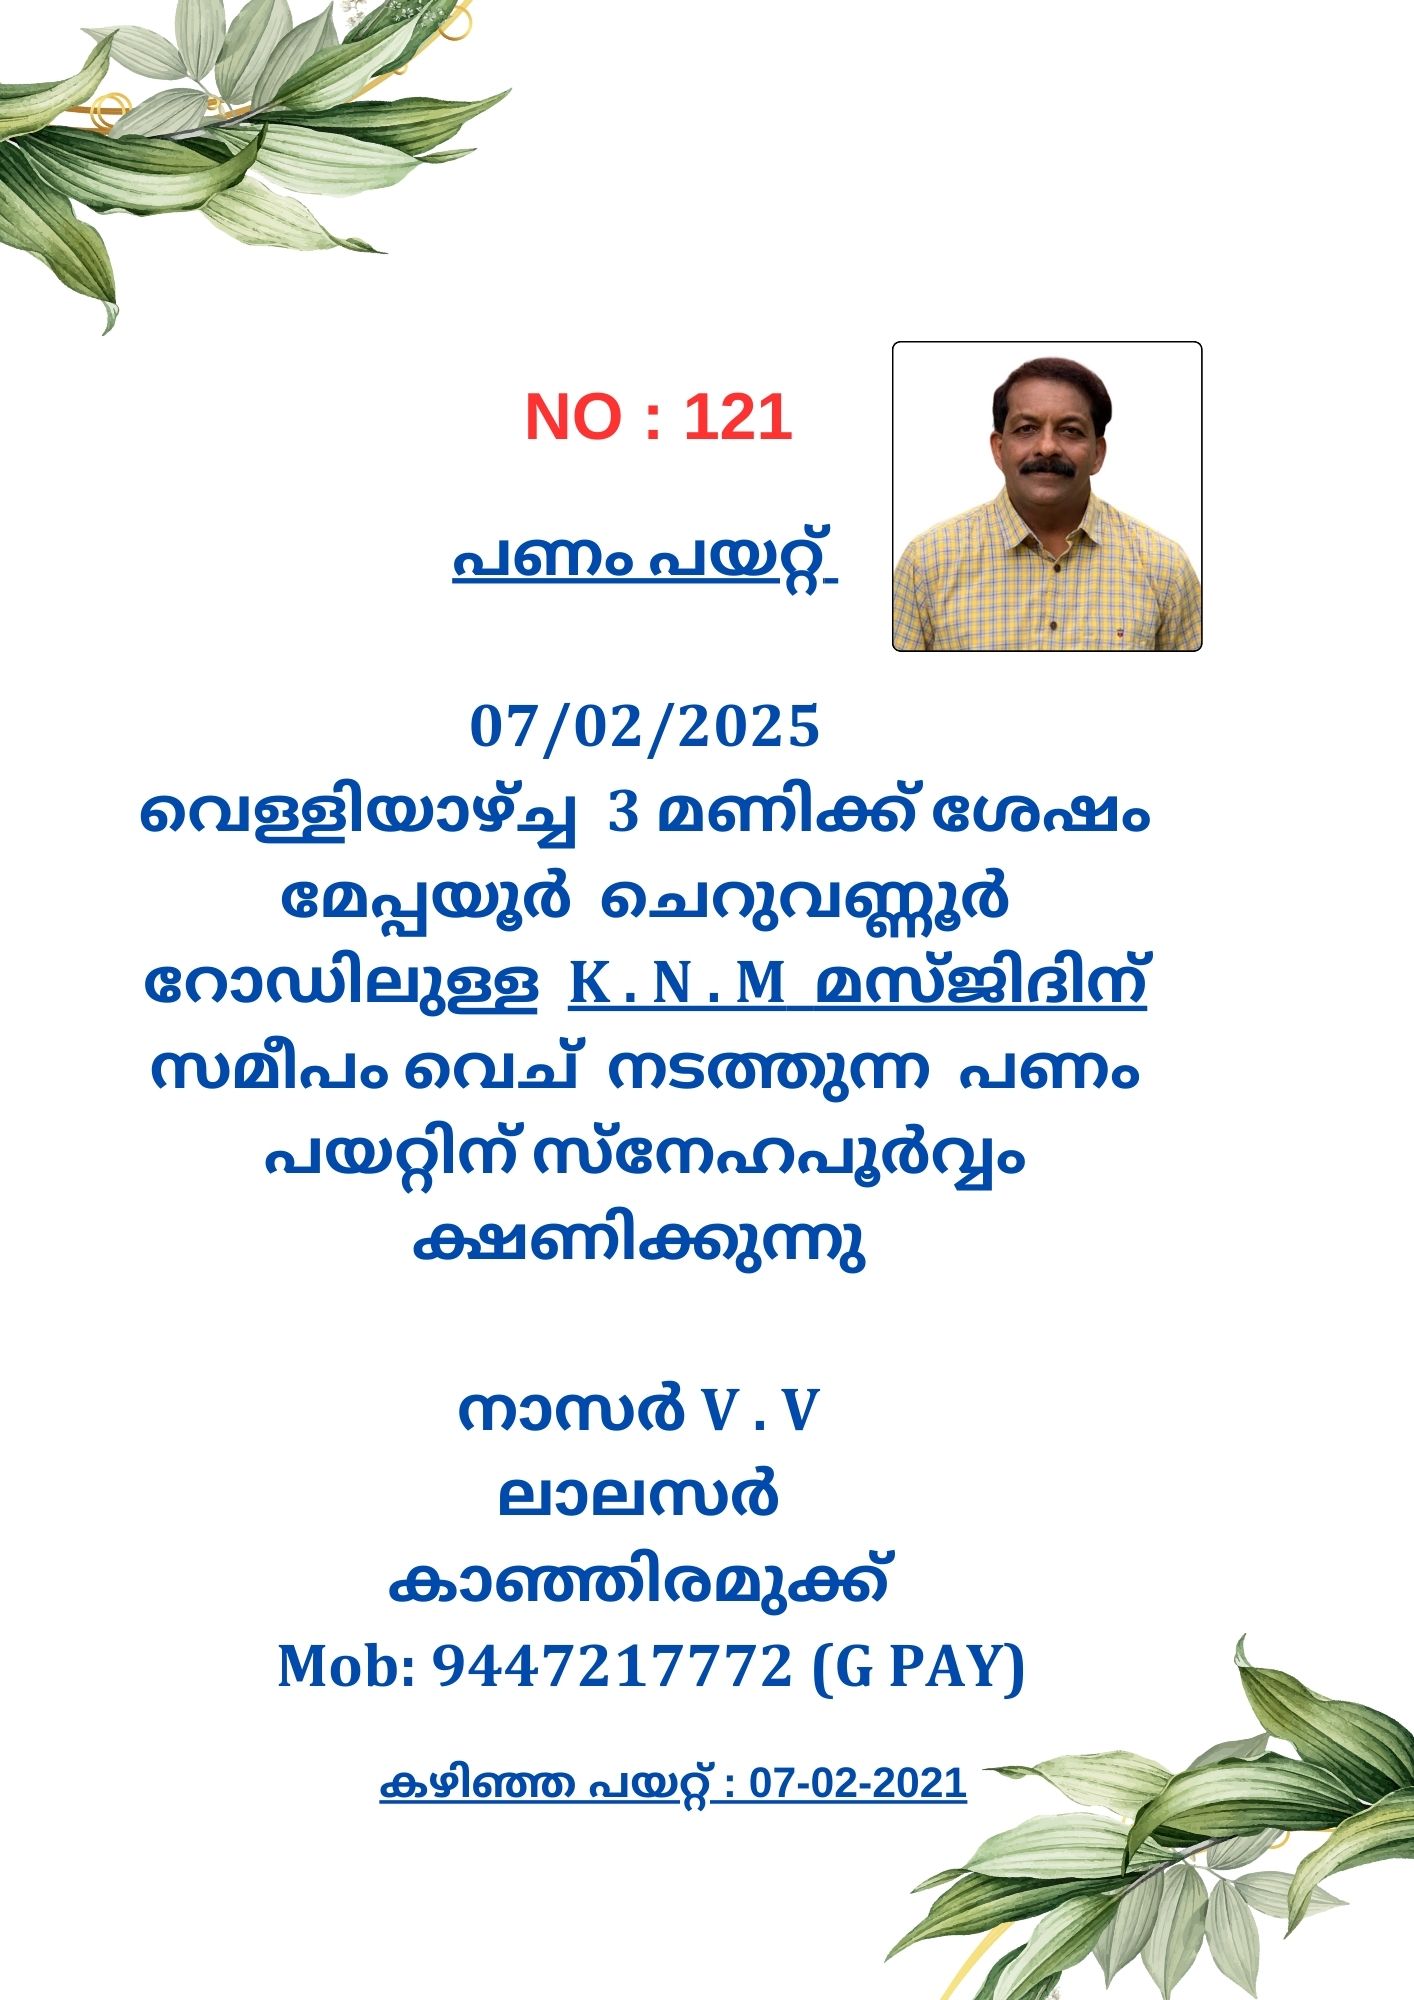 NO : 121
പണം പയറ്റ്
07/02/2025
വെള്ളിയാഴ്ച്ച 3 മണിക്ക് ശേഷം
മേപ്പയൂർ ചെറുവണ്ണൂർ
റോഡിലുള്ള K . N . M മസ്ജിദിന്
സമീപം വെച് നടത്തുന്ന പണം
പയറ്റിന് സ്നേഹപൂർവ്വം
ക്ഷണിക്കുന്നു
നാസർ V . V
ലാലസർ
കാഞ്ഞിരമുക്ക്
Mob: 9447217772 (G PAY)
കഴിഞ്ഞ പയറ്റ് : 07-02-2021